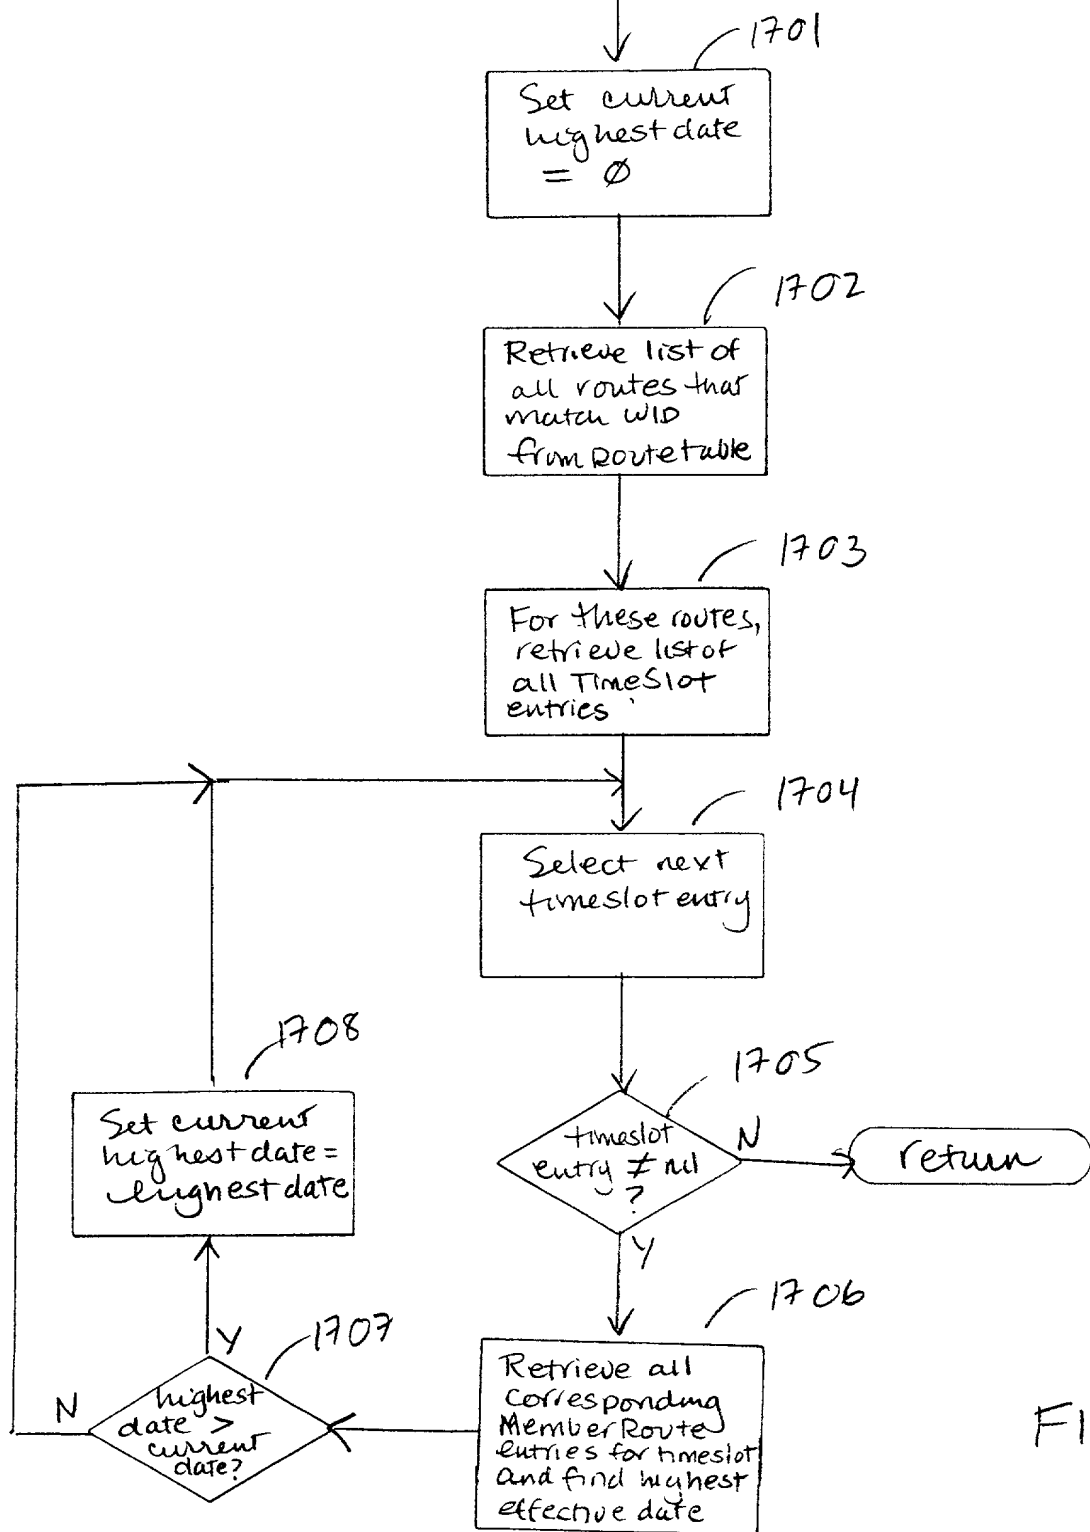 1701
Set current
highest date
= Ø
1702
Retrieve list of
all routes that
match WID
from Route table
1703
For these routes,
retrieve list of
all TimeSlot
entries
1704
Select next
timeslot entry
1705
timeslot
entry ≠ nil
?
N
return
Y
1706
Retrieve all
corresponding
MemberRoute
entries for timeslot
and find highest
effective date
1707
highest
date >
current
date?
N
Y
1708
Set current
highest date =
highest date
FI